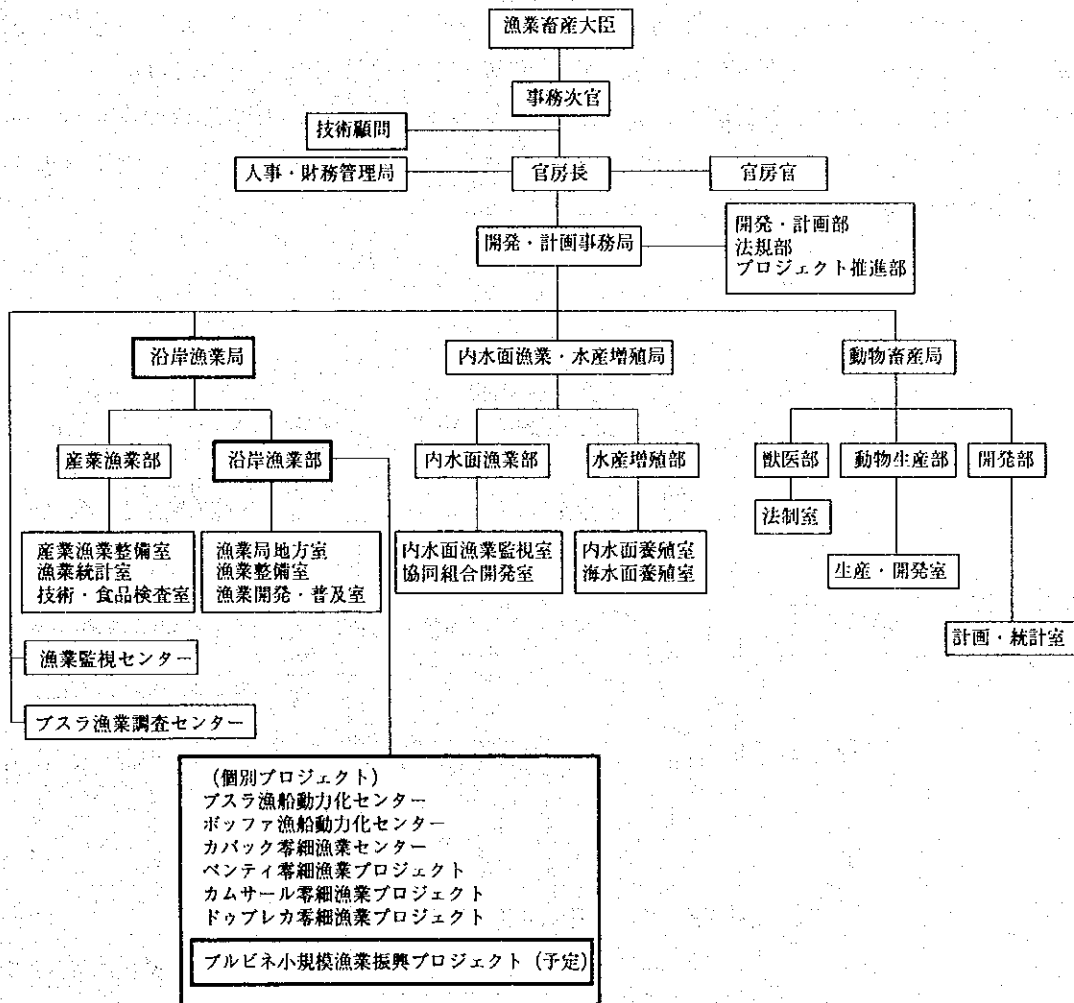 漁業畜産大臣
事務次官
技術顧問
人事・財務管理局
官房長
官房官
開発・計画事務局
開発・計画部
法規部
プロジェクト推進部
沿岸漁業局
内水面漁業・水産増殖局
動物畜産局
産業漁業部
沿岸漁業部
内水面漁業部
水産増殖部
獣医部
動物生産部
開発部
産業漁業整備室
漁業統計室
技術・食品検査室
漁業局地方室
漁業整備室
漁業開発・普及室
内水面漁業監視室
協同組合開発室
内水面養殖室
海水面養殖室
法制室
生産・開発室
計画・統計室
漁業監視センター
ブスラ漁業調査センター
(個別プロジェクト)
ブスラ漁船動力化センター
ボッファ漁船動力化センター
カバック零細漁業センター
ベンティ零細漁業プロジェクト
カムサール零細漁業プロジェクト
ドゥブレカ零細漁業プロジェクト
ブルビネ小規模漁業振興プロジェクト (予定)